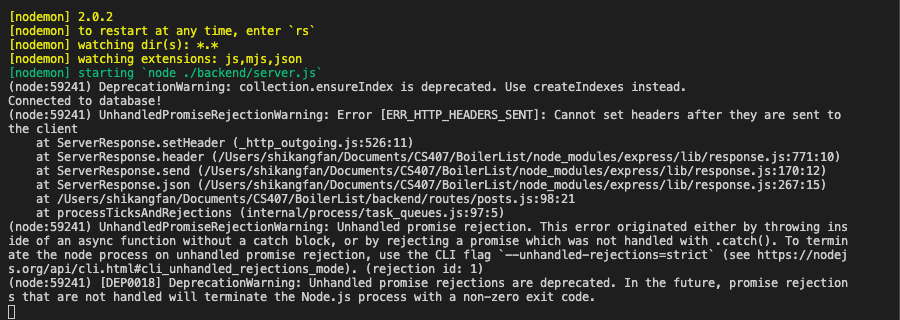 [nodemon] 2.0.2
[nodemon] to restart at any time, enter `rs`
[nodemon] watching dir(s): *.*
[nodemon] watching extensions: js,mjs,json
[nodemon] starting `node ./backend/server.js`
(node:59241) DeprecationWarning: collection.ensureIndex is deprecated. Use createIndexes instead.
Connected to database!
(node:59241) UnhandledPromiseRejectionWarning: Error [ERR_HTTP_HEADERS_SENT]: Cannot set headers after they are sent to
the client
    at ServerResponse.setHeader (_http_outgoing.js:526:11)
    at ServerResponse.header (/Users/shikangfan/Documents/CS407/BoilerList/node_modules/express/lib/response.js:771:10)
    at ServerResponse.send (/Users/shikangfan/Documents/CS407/BoilerList/node_modules/express/lib/response.js:170:12)
    at ServerResponse.json (/Users/shikangfan/Documents/CS407/BoilerList/node_modules/express/lib/response.js:267:15)
    at /Users/shikangfan/Documents/CS407/BoilerList/backend/routes/posts.js:98:21
    at processTicksAndRejections (internal/process/task_queues.js:97:5)
(node:59241) UnhandledPromiseRejectionWarning: Unhandled promise rejection. This error originated either by throwing ins
ide of an async function without a catch block, or by rejecting a promise which was not handled with .catch(). To termin
ate the node process on unhandled promise rejection, use the CLI flag `--unhandled-rejections=strict` (see https://nodej
s.org/api/cli.html#cli_unhandled_rejections_mode). (rejection id: 1)
(node:59241) [DEP0018] DeprecationWarning: Unhandled promise rejections are deprecated. In the future, promise rejection
s that are not handled will terminate the Node.js process with a non-zero exit code.